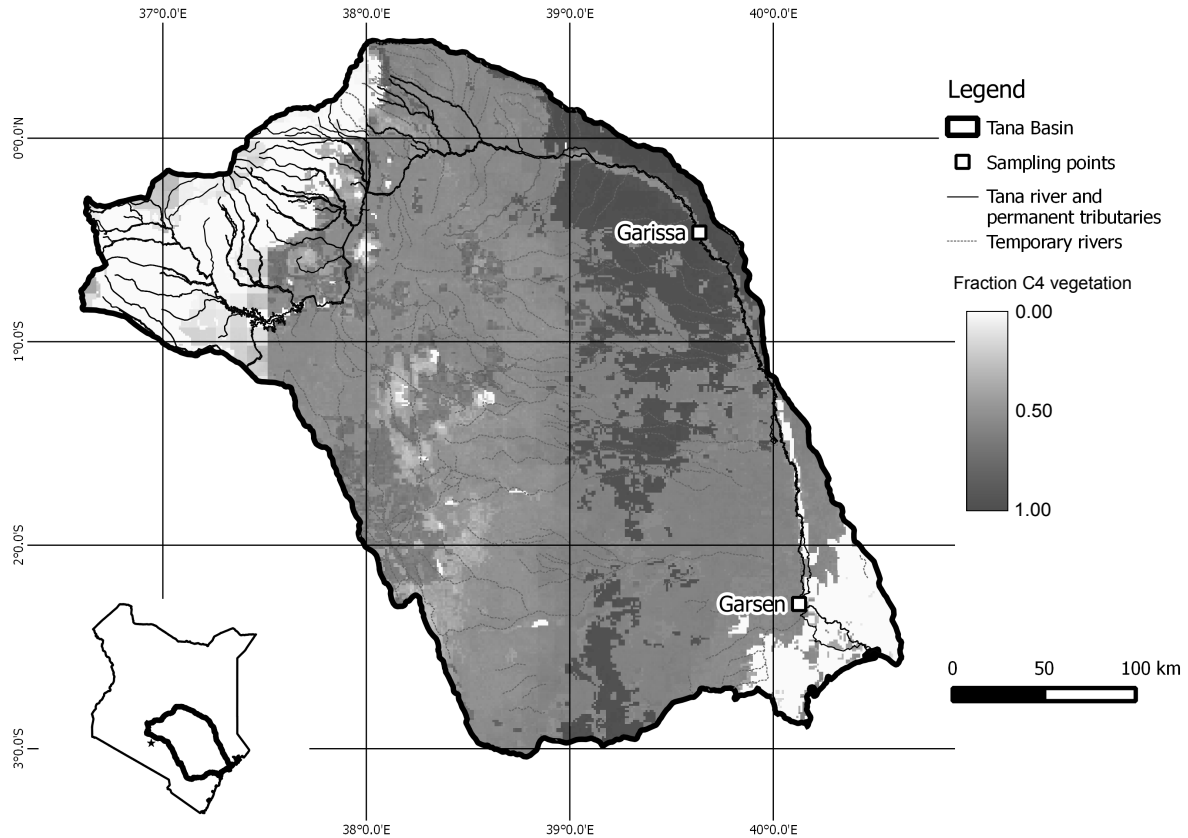 37°0.0'E 38°0.0'E 39°0.0'E 40°0.0'E
0°0.0'N
1°0.0'S
2°0.0'S
3°0.0'S
Garissa
Garsen
Legend
Tana Basin
Sampling points
Tana river and
permanent tributaries
Temporary rivers
Fraction C4 vegetation
0.00
0.50
1.00
0 50 100 km
38°0.0'E 39°0.0'E 40°0.0'E